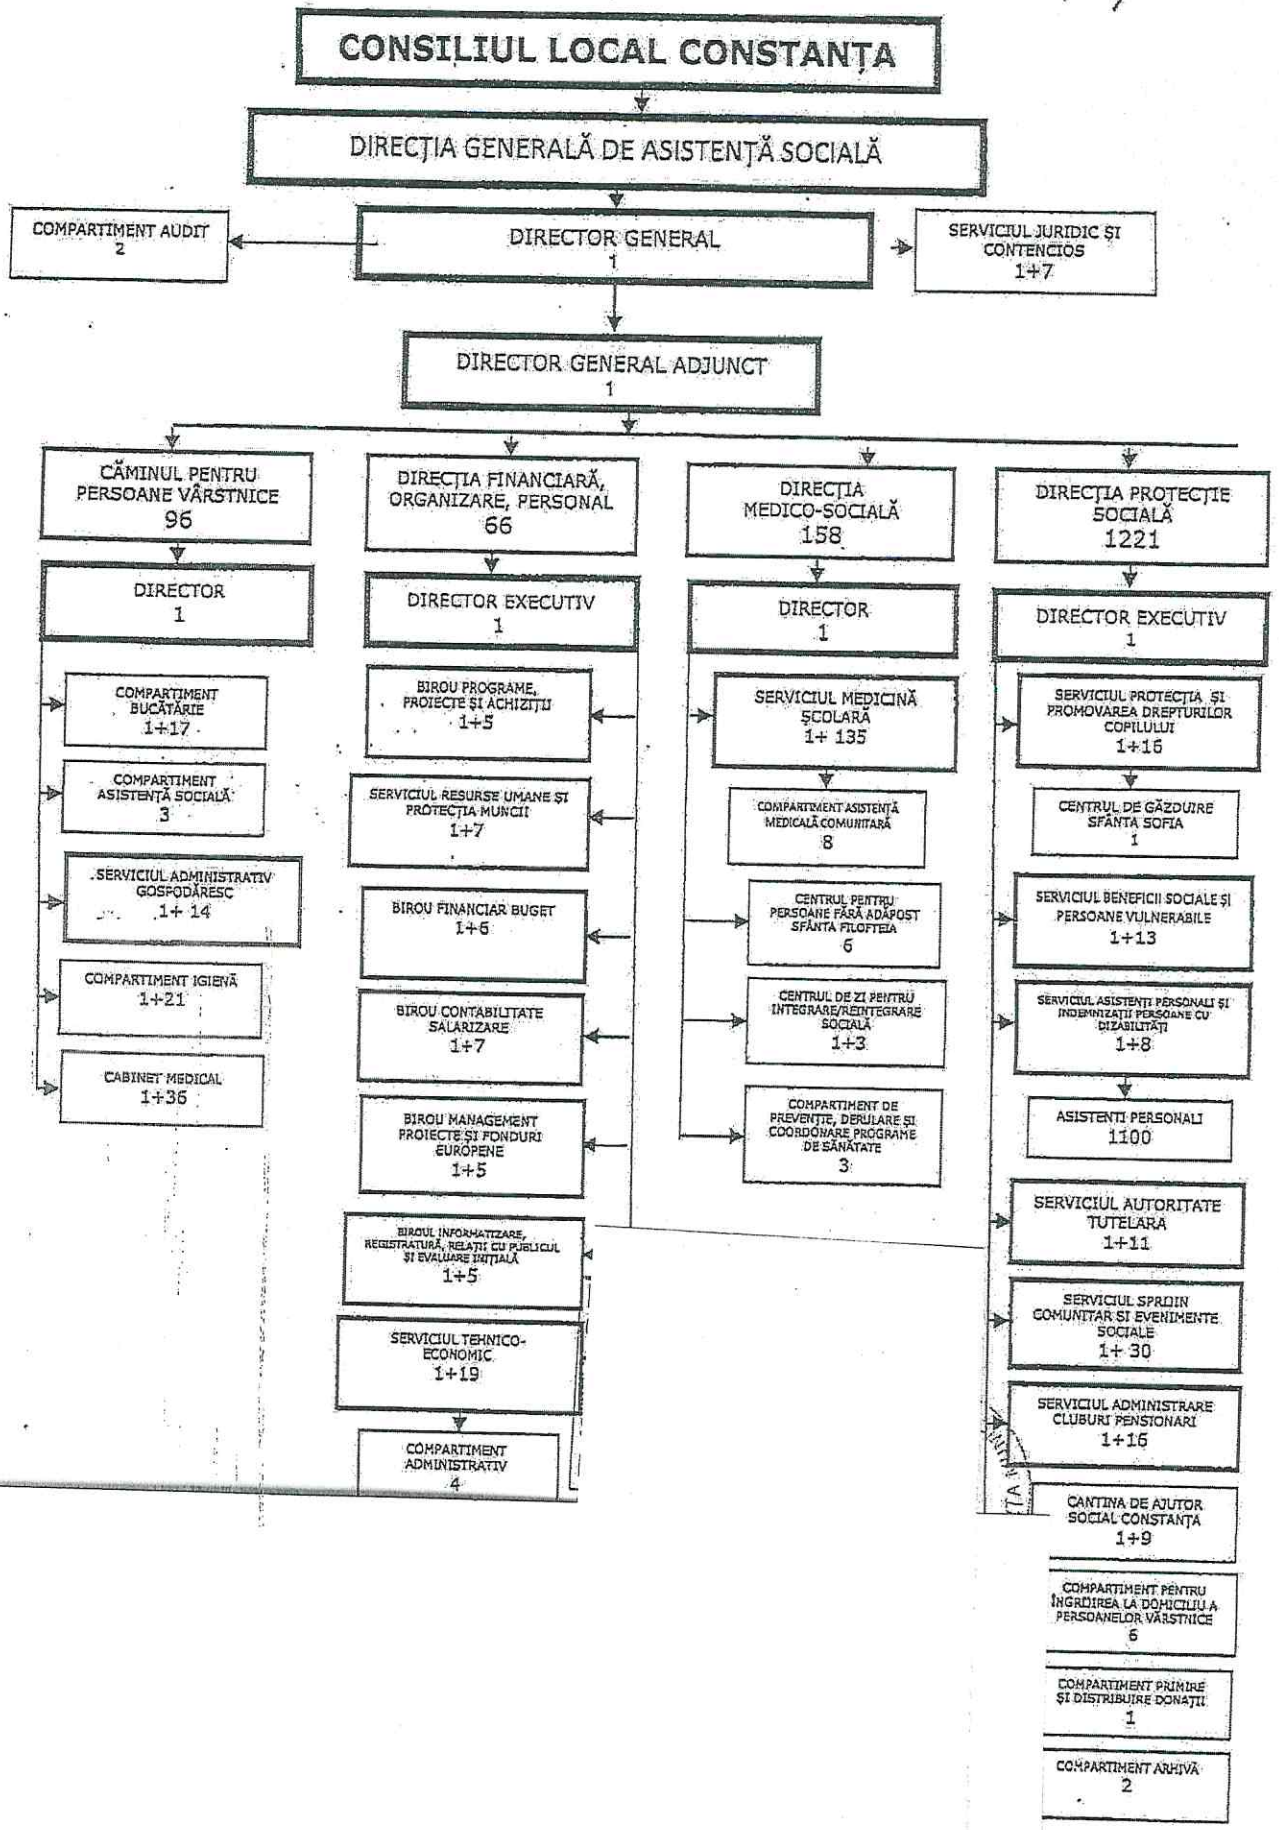 CONSILIUL LOCAL CONSTANȚA
DIRECȚIA GENERALĂ DE ASISTENȚĂ SOCIALĂ
COMPARTIMENT AUDIT
2
DIRECTOR GENERAL
1
SERVICIUL JURIDIC ȘI
CONTENCIOS
1+7
DIRECTOR GENERAL ADJUNCT
1
CĂMINUL PENTRU
PERSOANE VÂRSTNICE
96
DIRECTOR
1
COMPARTIMENT
BUCĂTĂRIE
1+17
COMPARTIMENT
ASISTENȚĂ SOCIALĂ
3
SERVICIUL ADMINISTRATIV
GOSPODĂRESC
1+ 14
COMPARTIMENT IGIENĂ
1+21
CABINET MEDICAL
1+36
DIRECȚIA FINANCIARĂ,
ORGANIZARE, PERSONAL
66
DIRECTOR EXECUTIV
1
BIROU PROGRAME,
PROIECTE ȘI ACHIZIȚII
1+5
SERVICIUL RESURSE UMANE ȘI
PROTECȚIA MUNCII
1+7
BIROU FINANCIAR BUGET
1+6
BIROU CONTABILITATE
SALARIZARE
1+7
BIROU MANAGEMENT
PROIECTE ȘI FONDURI
EUROPENE
1+5
BIROUL INFORMATIZARE,
REGISTRATURĂ, RELAȚII CU PUBLICUL
ȘI EVALUARE INIȚIALĂ
1+5
SERVICIUL TEHNICO-
ECONOMIC
1+19
COMPARTIMENT
ADMINISTRATIV
4
DIRECȚIA
MEDICO-SOCIALĂ
158
DIRECTOR
1
SERVICIUL MEDICINĂ
ȘCOLARĂ
1+ 135
COMPARTIMENT ASISTENȚĂ
MEDICALĂ COMUNITARĂ
8
CENTRUL PENTRU
PERSOANE FĂRĂ ADĂPOST
SFÂNTA FILOFTEIA
6
CENTRUL DE ZI PENTRU
INTEGRARE/REINTEGRARE
SOCIALĂ
1+3
COMPARTIMENT DE
PREVENȚIE, DERULARE ȘI
COORDONARE PROGRAME
DE SĂNĂTATE
3
DIRECȚIA PROTECȚIE
SOCIALĂ
1221
DIRECTOR EXECUTIV
1
SERVICIUL PROTECȚIA ȘI
PROMOVAREA DREPTURILOR
COPILULUI
1+16
CENTRUL DE GĂZDUIRE
SFÂNTA SOFIA
1
SERVICIUL BENEFICII SOCIALE ȘI
PERSOANE VULNERABILE
1+13
SERVICIUL ASISTENȚI PERSONALI ȘI
INDEMNIZAȚII PERSOANE CU
DIZABILITĂȚI
1+8
ASISTENTI PERSONALI
1100
SERVICIUL AUTORITATE
TUTELARĂ
1+11
SERVICIUL SPRIJIN
COMUNITAR SI EVENIMENTE
SOCIALE
1+ 30
SERVICIUL ADMINISTRARE
CLUBURI PENSIONARI
1+16
CANTINA DE AJUTOR
SOCIAL CONSTANȚA
1+9
COMPARTIMENT PENTRU
ÎNGRIJIREA LA DOMICILIU A
PERSOANELOR VÂRSTNICE
6
COMPARTIMENT PRIMIRE
ȘI DISTRIBUIRE DONAȚII
1
COMPARTIMENT ARHIVĂ
2